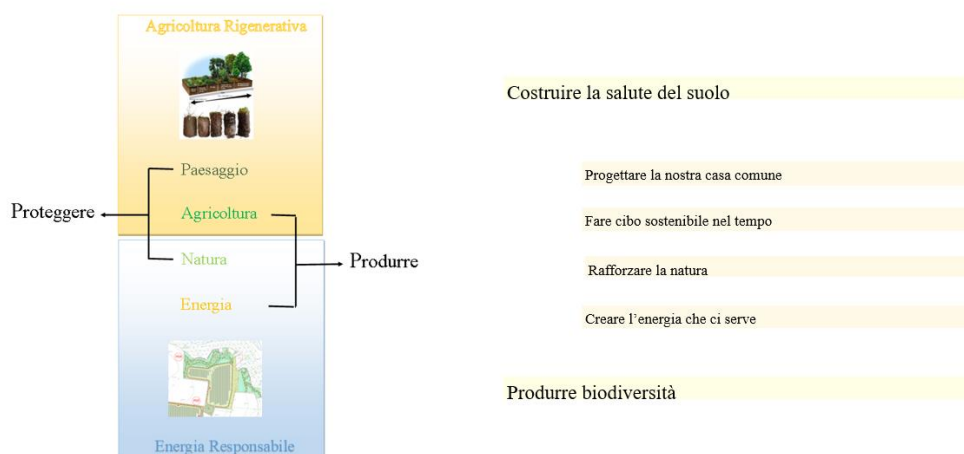 Agricoltura Rigenerativa
Costruire la salute del suolo
Paesaggio
Progettare la nostra casa comune
Proteggere
Agricoltura
Fare cibo sostenibile nel tempo
Natura
Produrre
Rafforzare la natura
Energia
Creare l’energia che ci serve
Produrre biodiversità
Energia Responsabile